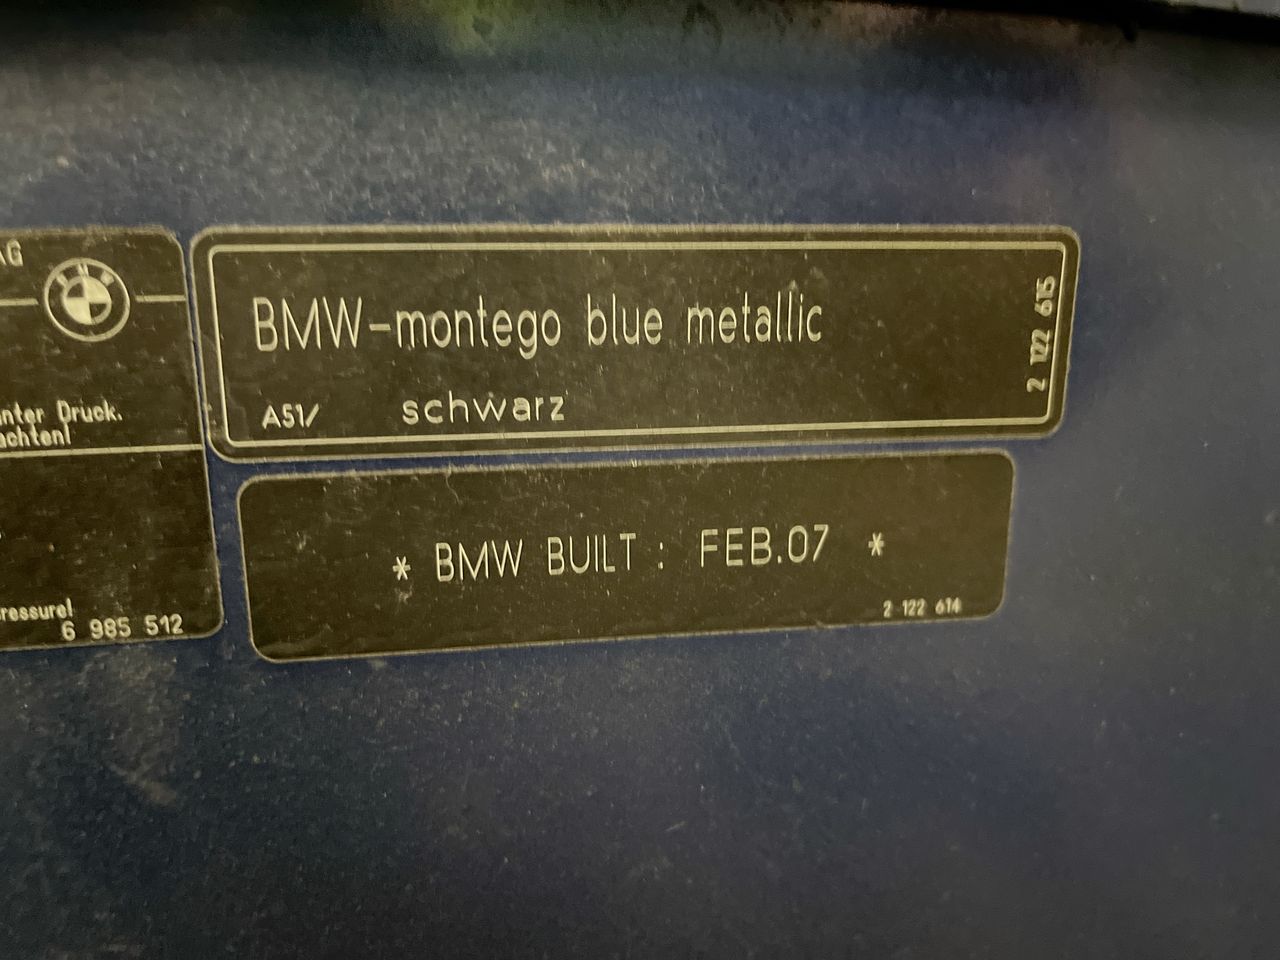 AG
BMW
nter Druck.
achten!
ressure!
6 985 512
BMW-montego blue metallic
A51/ schwarz
2 122 615
* BMW BUILT : FEB.07 *
2 122 614